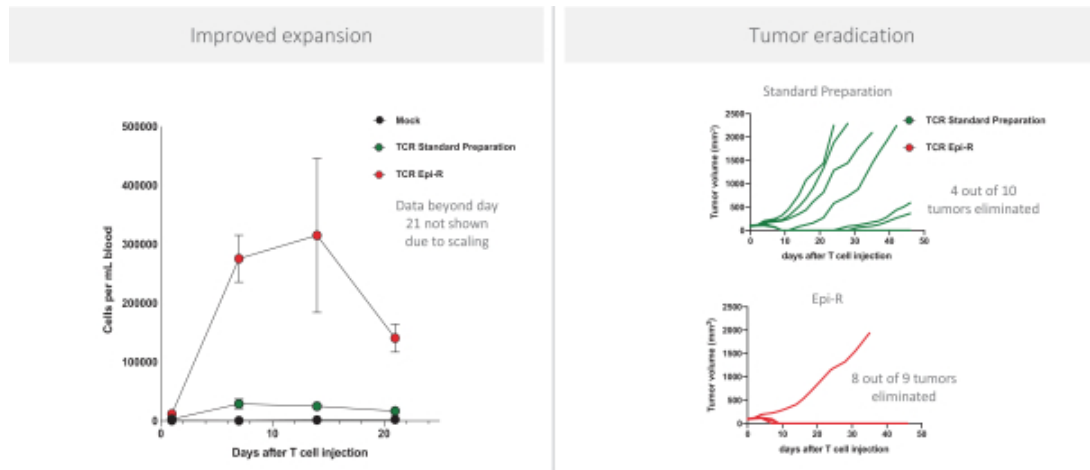 Improved expansion
500000
400000
300000
200000
100000
0
Cells per mL blood
0
10
20
Days after T cell injection
Mock
TCR Standard Preparation
TCR Epi-R
Data beyond day
21 not shown
due to scaling
Tumor eradication
Standard Preparation
2500
2000
1500
1000
500
0
Tumor volume (mm³)
0
10
20
30
40
50
days after T cell injection
TCR Standard Preparation
TCR Epi-R
4 out of 10
tumors eliminated
Epi-R
2500
2000
1500
1000
500
0
Tumor volume (mm³)
0
10
20
30
40
50
days after T cell injection
8 out of 9 tumors
eliminated